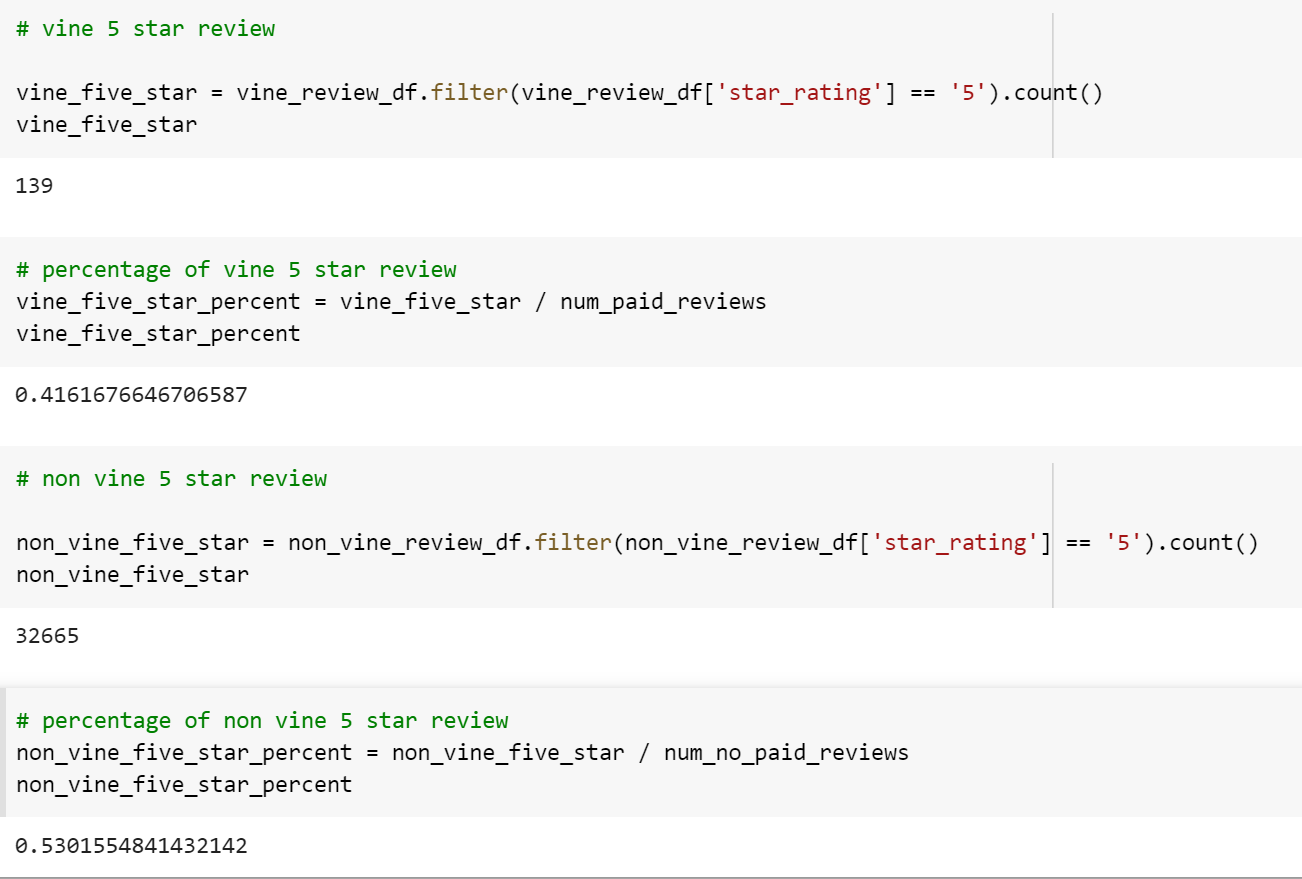 # vine 5 star review
vine_five_star = vine_review_df.filter(vine_review_df['star_rating'] == '5').count()
vine_five_star
139
# percentage of vine 5 star review
vine_five_star_percent = vine_five_star / num_paid_reviews
vine_five_star_percent
0.4161676646706587
# non vine 5 star review
non_vine_five_star = non_vine_review_df.filter(non_vine_review_df['star_rating'] == '5').count()
non_vine_five_star
32665
# percentage of non vine 5 star review
non_vine_five_star_percent = non_vine_five_star / num_no_paid_reviews
non_vine_five_star_percent
0.5301554841432142